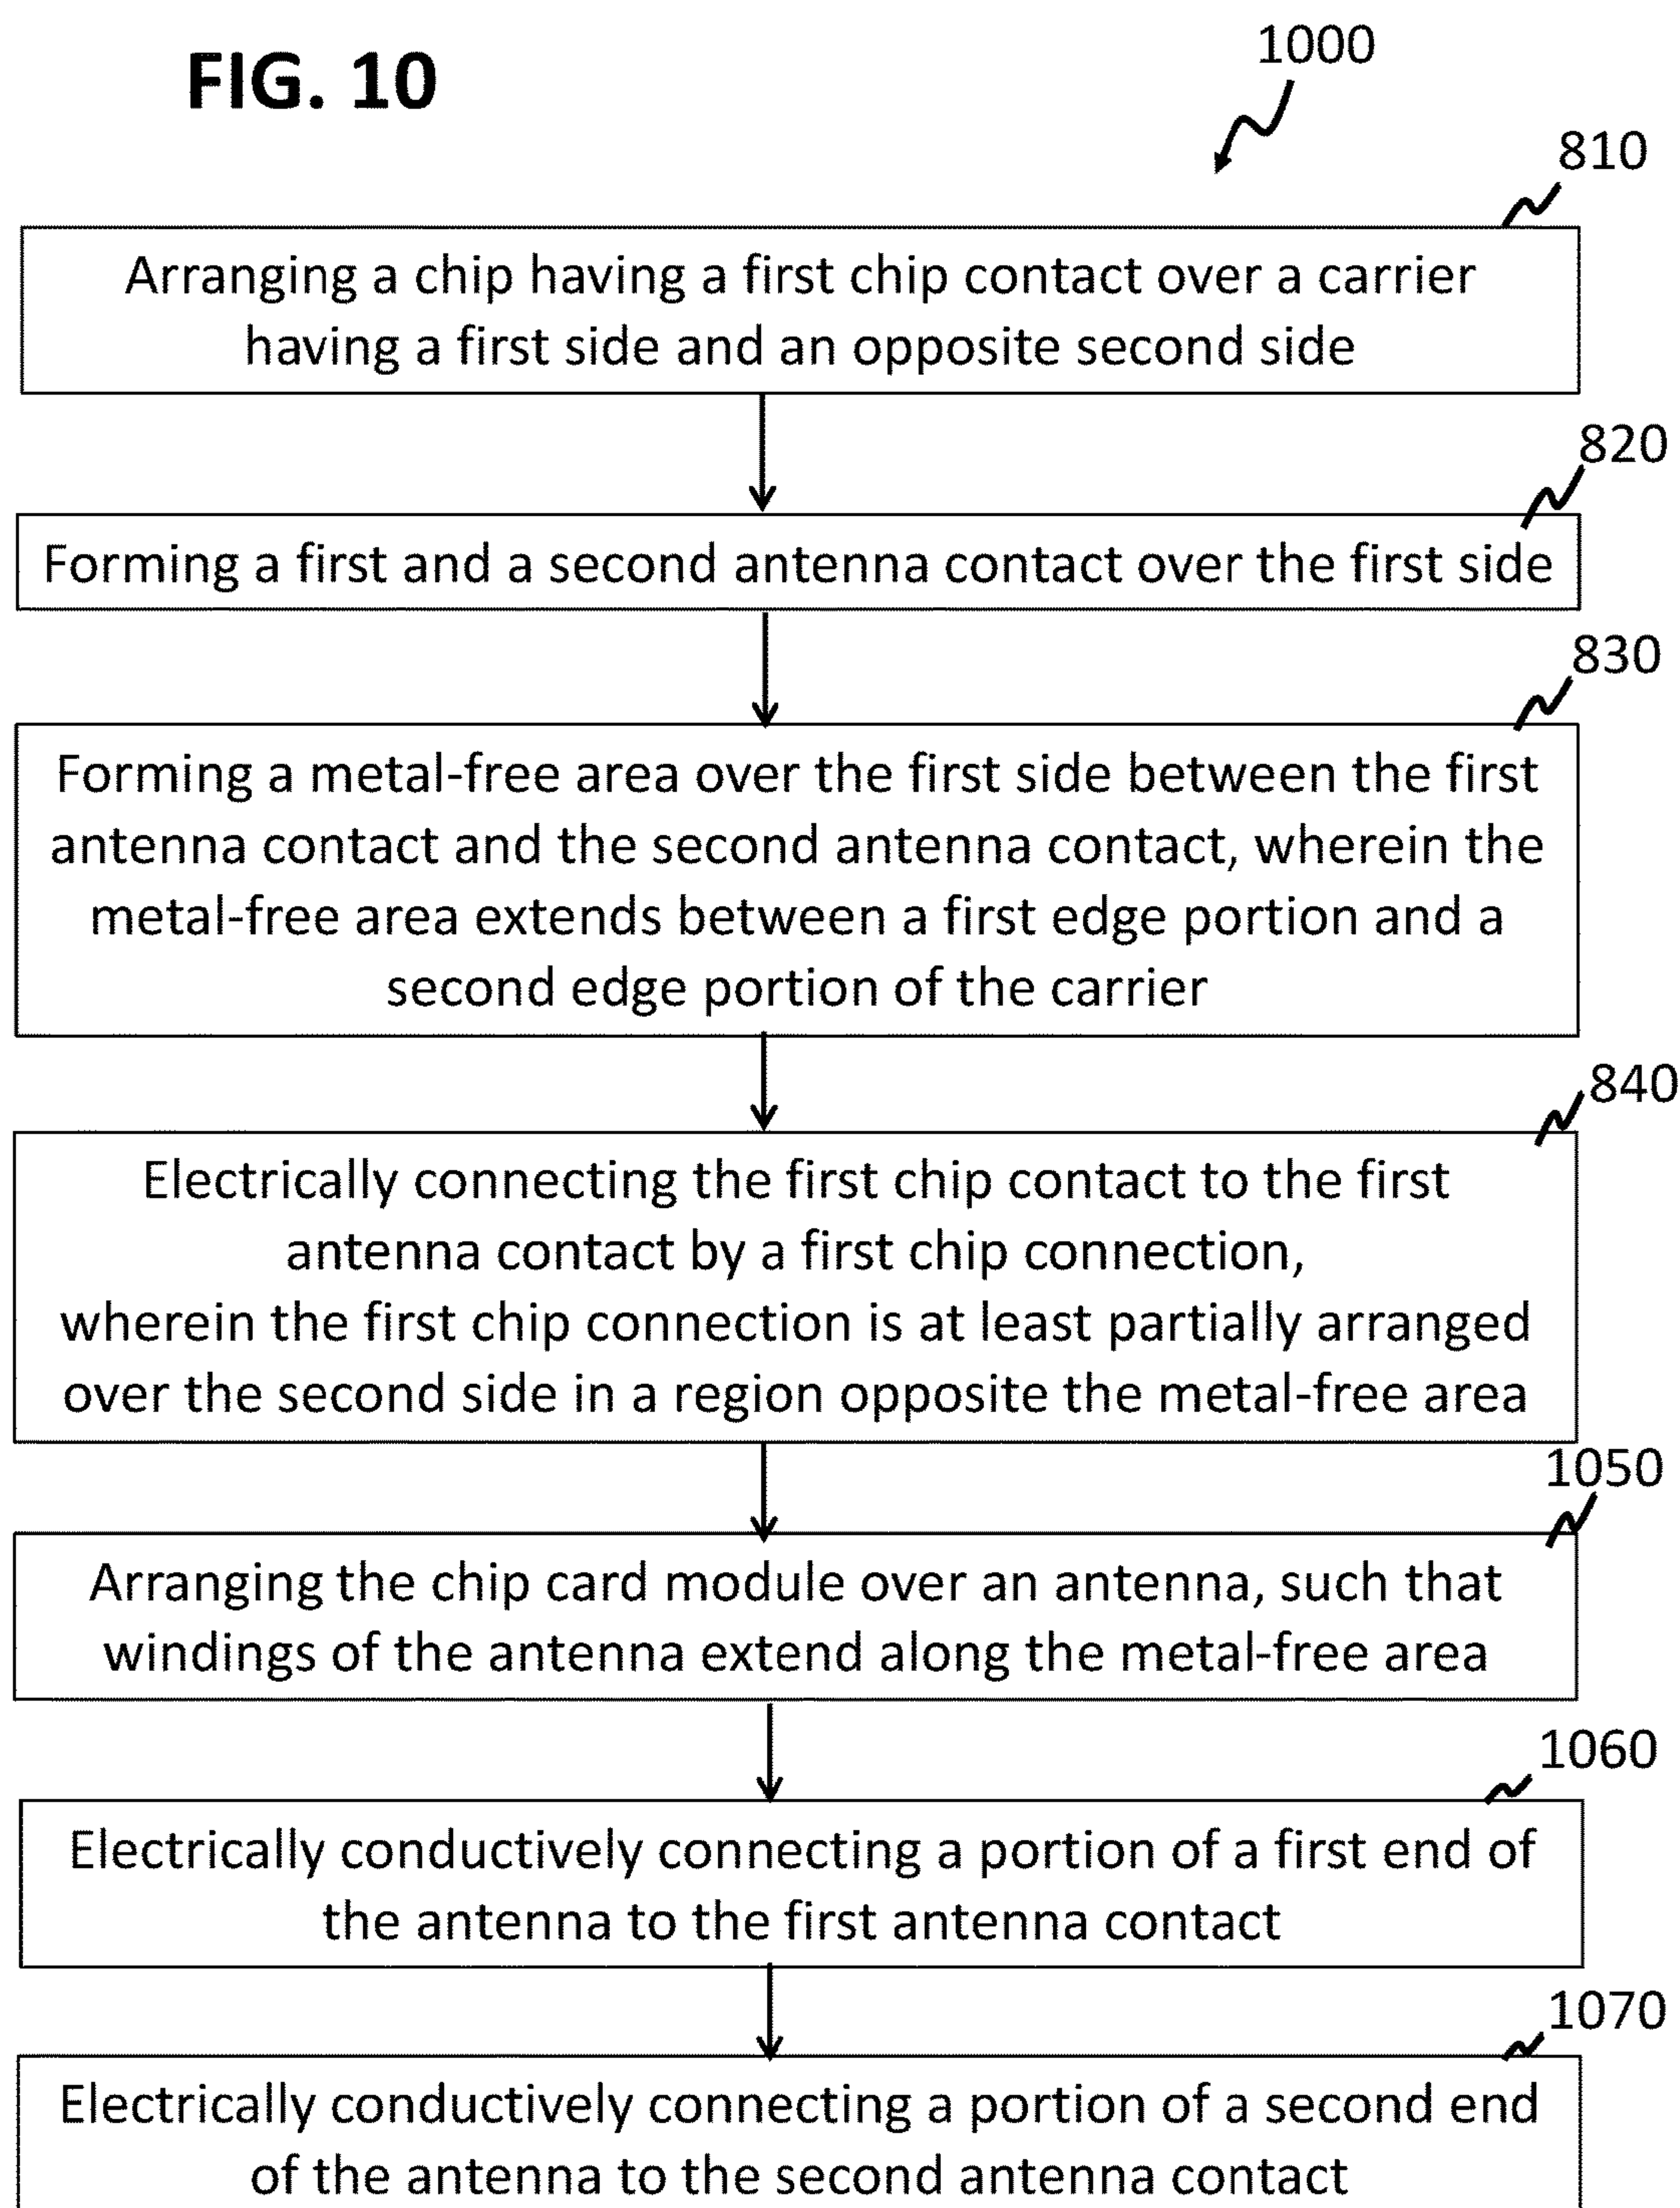 FIG. 10
1000
810
Arranging a chip having a first chip contact over a carrier
having a first side and an opposite second side
820
Forming a first and a second antenna contact over the first side
830
Forming a metal-free area over the first side between the first
antenna contact and the second antenna contact, wherein the
metal-free area extends between a first edge portion and a
second edge portion of the carrier
840
Electrically connecting the first chip contact to the first
antenna contact by a first chip connection,
wherein the first chip connection is at least partially arranged
over the second side in a region opposite the metal-free area
1050
Arranging the chip card module over an antenna, such that
windings of the antenna extend along the metal-free area
1060
Electrically conductively connecting a portion of a first end of
the antenna to the first antenna contact
1070
Electrically conductively connecting a portion of a second end
of the antenna to the second antenna contact